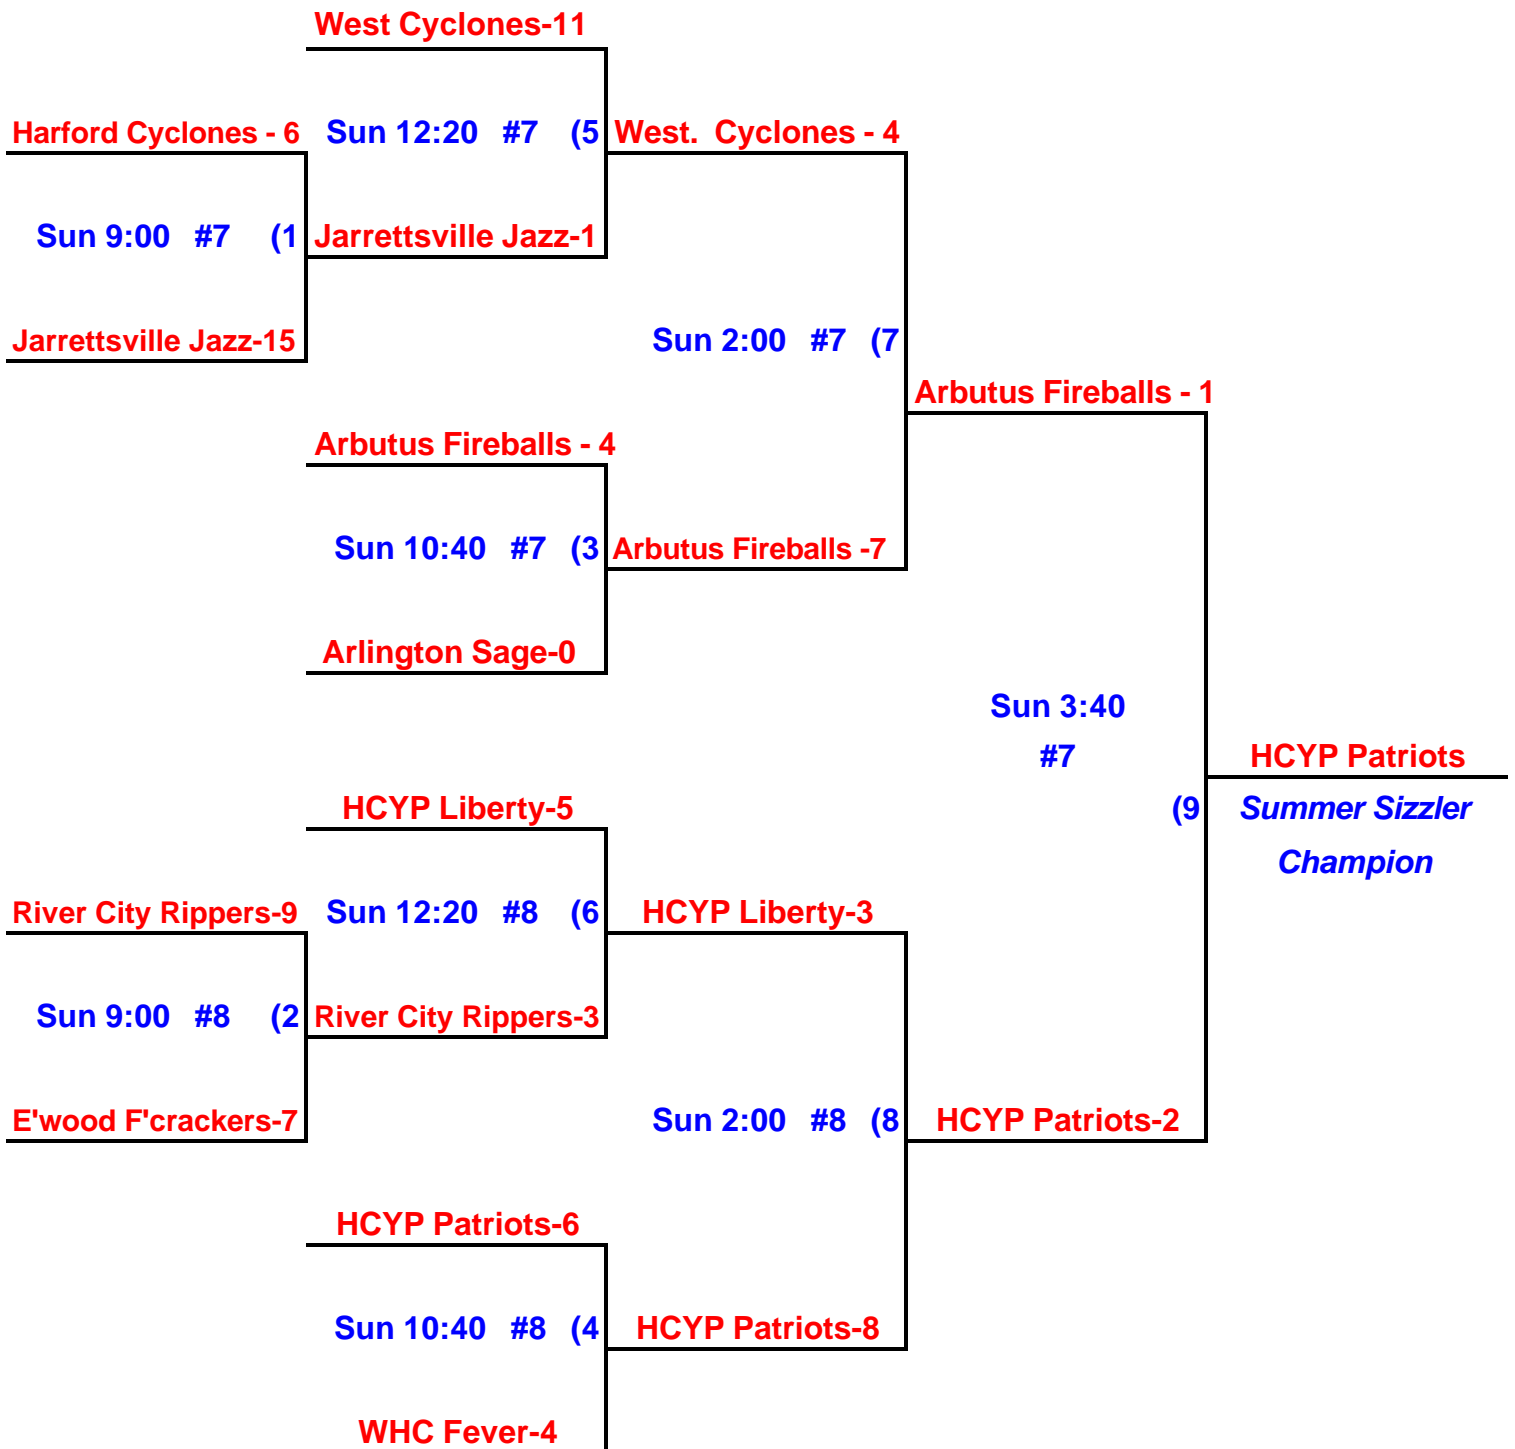 West Cyclones-11
Harford Cyclones - 6
Sun 12:20 #7 (5
West. Cyclones - 4
Sun 9:00 #7 (1
Jarrettsville Jazz-1
Jarrettsville Jazz-15
Sun 2:00 #7 (7
Arbutus Fireballs - 1
Arbutus Fireballs - 4
Sun 10:40 #7 (3
Arbutus Fireballs -7
Arlington Sage-0
Sun 3:40
#7
HCYP Patriots
HCYP Liberty-5
(9
Summer Sizzler
Champion
River City Rippers-9
Sun 12:20 #8 (6
HCYP Liberty-3
Sun 9:00 #8 (2
River City Rippers-3
E'wood F'crackers-7
Sun 2:00 #8 (8
HCYP Patriots-2
HCYP Patriots-6
Sun 10:40 #8 (4
HCYP Patriots-8
WHC Fever-4